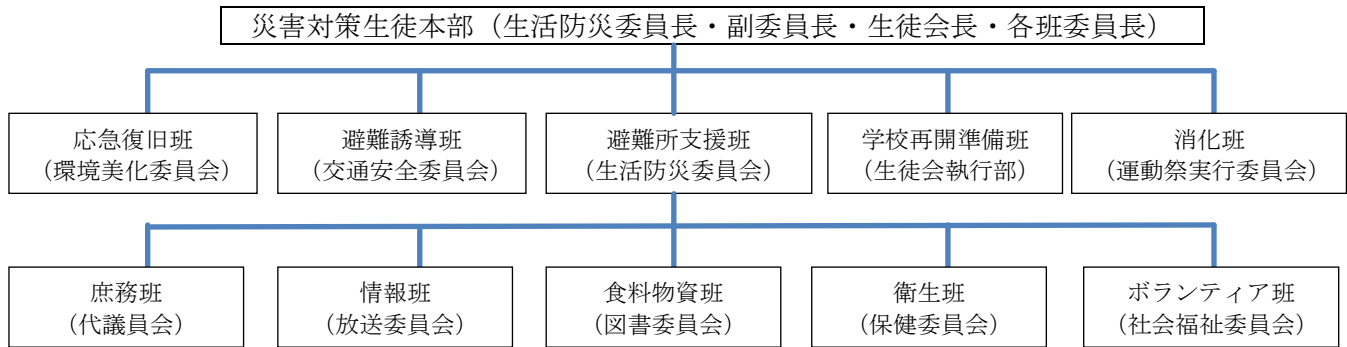 災害対策生徒本部（生活防災委員長・副委員長・生徒会長・各班委員長）
応急復旧班
（環境美化委員会）
避難誘導班
（交通安全委員会）
避難所支援班
（生活防災委員会）
学校再開準備班
（生徒会執行部）
消化班
（運動祭実行委員会）
庶務班
（代議員会）
情報班
（放送委員会）
食料物資班
（図書委員会）
衛生班
（保健委員会）
ボランティア班
（社会福祉委員会）